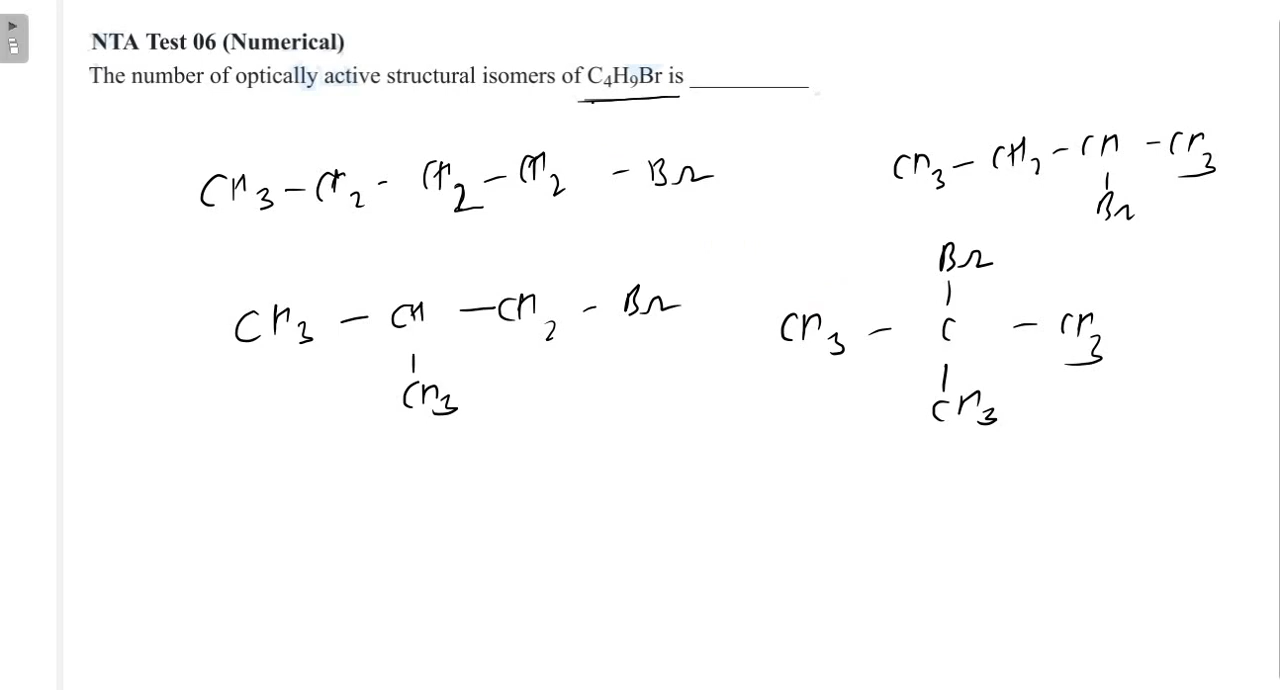 NTA Test 06 (Numerical)
The number of optically active structural isomers of C₄H₉Br is __________
CH₃ – CH₂ – CH₂ – CH₂ – Br
CH₃ – CH₂ – CH – CH₃
|
Br
CH₃ – CH – CH₂ – Br
|
CH₃
Br
|
CH₃ – C – CH₃
|
CH₃